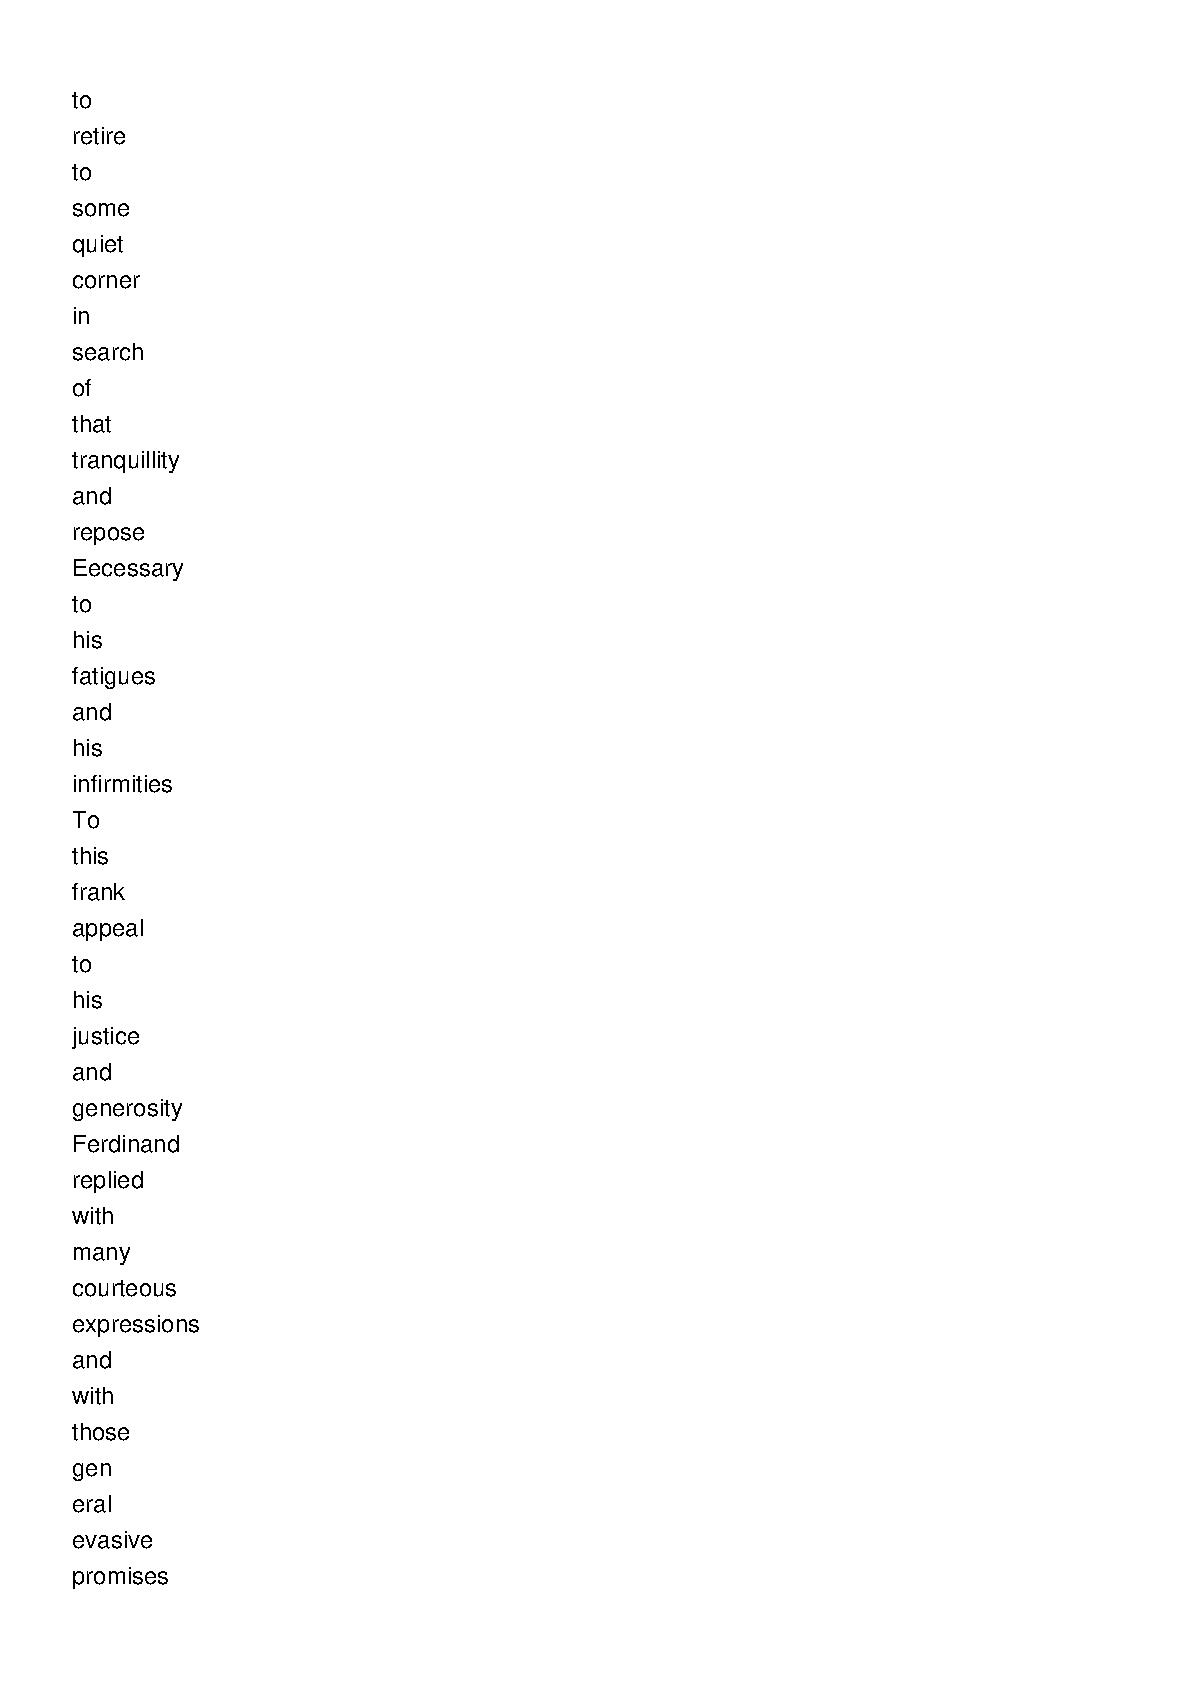 to
retire
to
some
quiet
corner
in
search
of
that
tranquillity
and
repose
Eecessary
to
his
fatigues
and
his
infirmities
To
this
frank
appeal
to
his
justice
and
generosity
Ferdinand
replied
with
many
courteous
expressions
and
with
those
gen
eral
evasive
promises